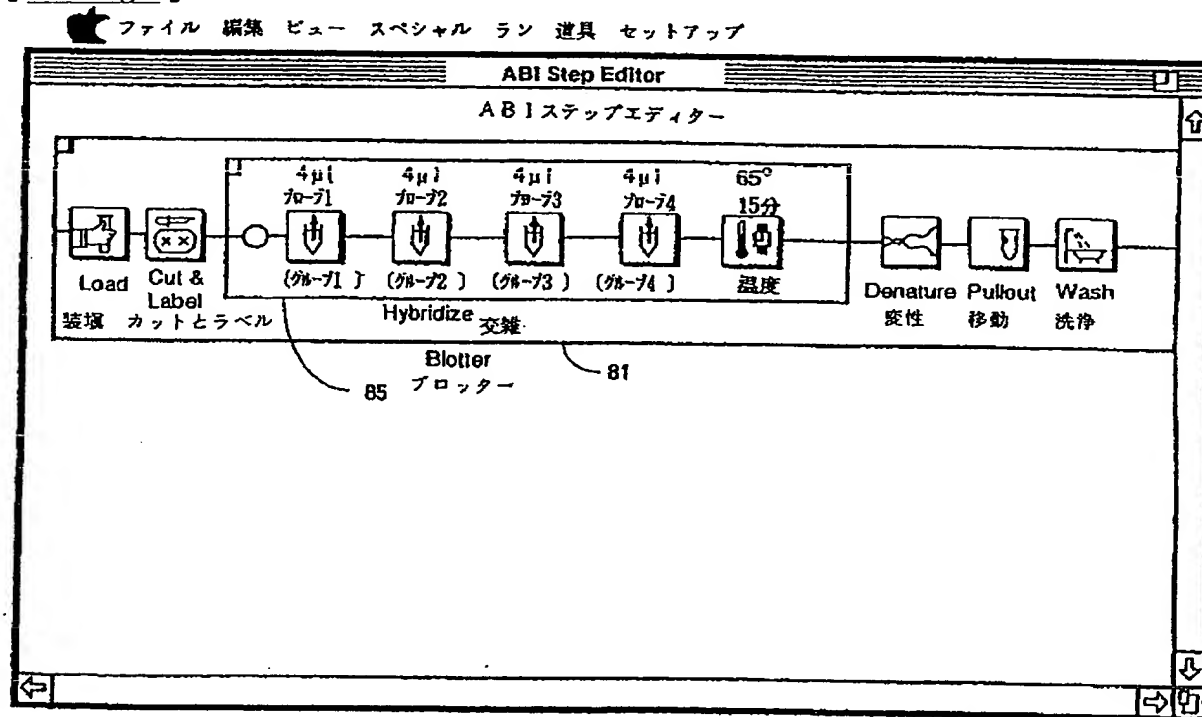 ファイル 編集 ビュー スペシャル ラン 道具 セットアップ
ABI Step Editor
ABIステップエディター
4μl 4μl 4μl 4μl 65°
プローブ1 プローブ2 プローブ3 プローブ4 15分
(グループ1) (グループ2) (グループ3) (グループ4) 温度
Load Cut & Label Denature Pullout Wash
装填 カットとラベル 変性 移動 洗浄
Hybridize 交雑
Blotter 81
85 ブロッター